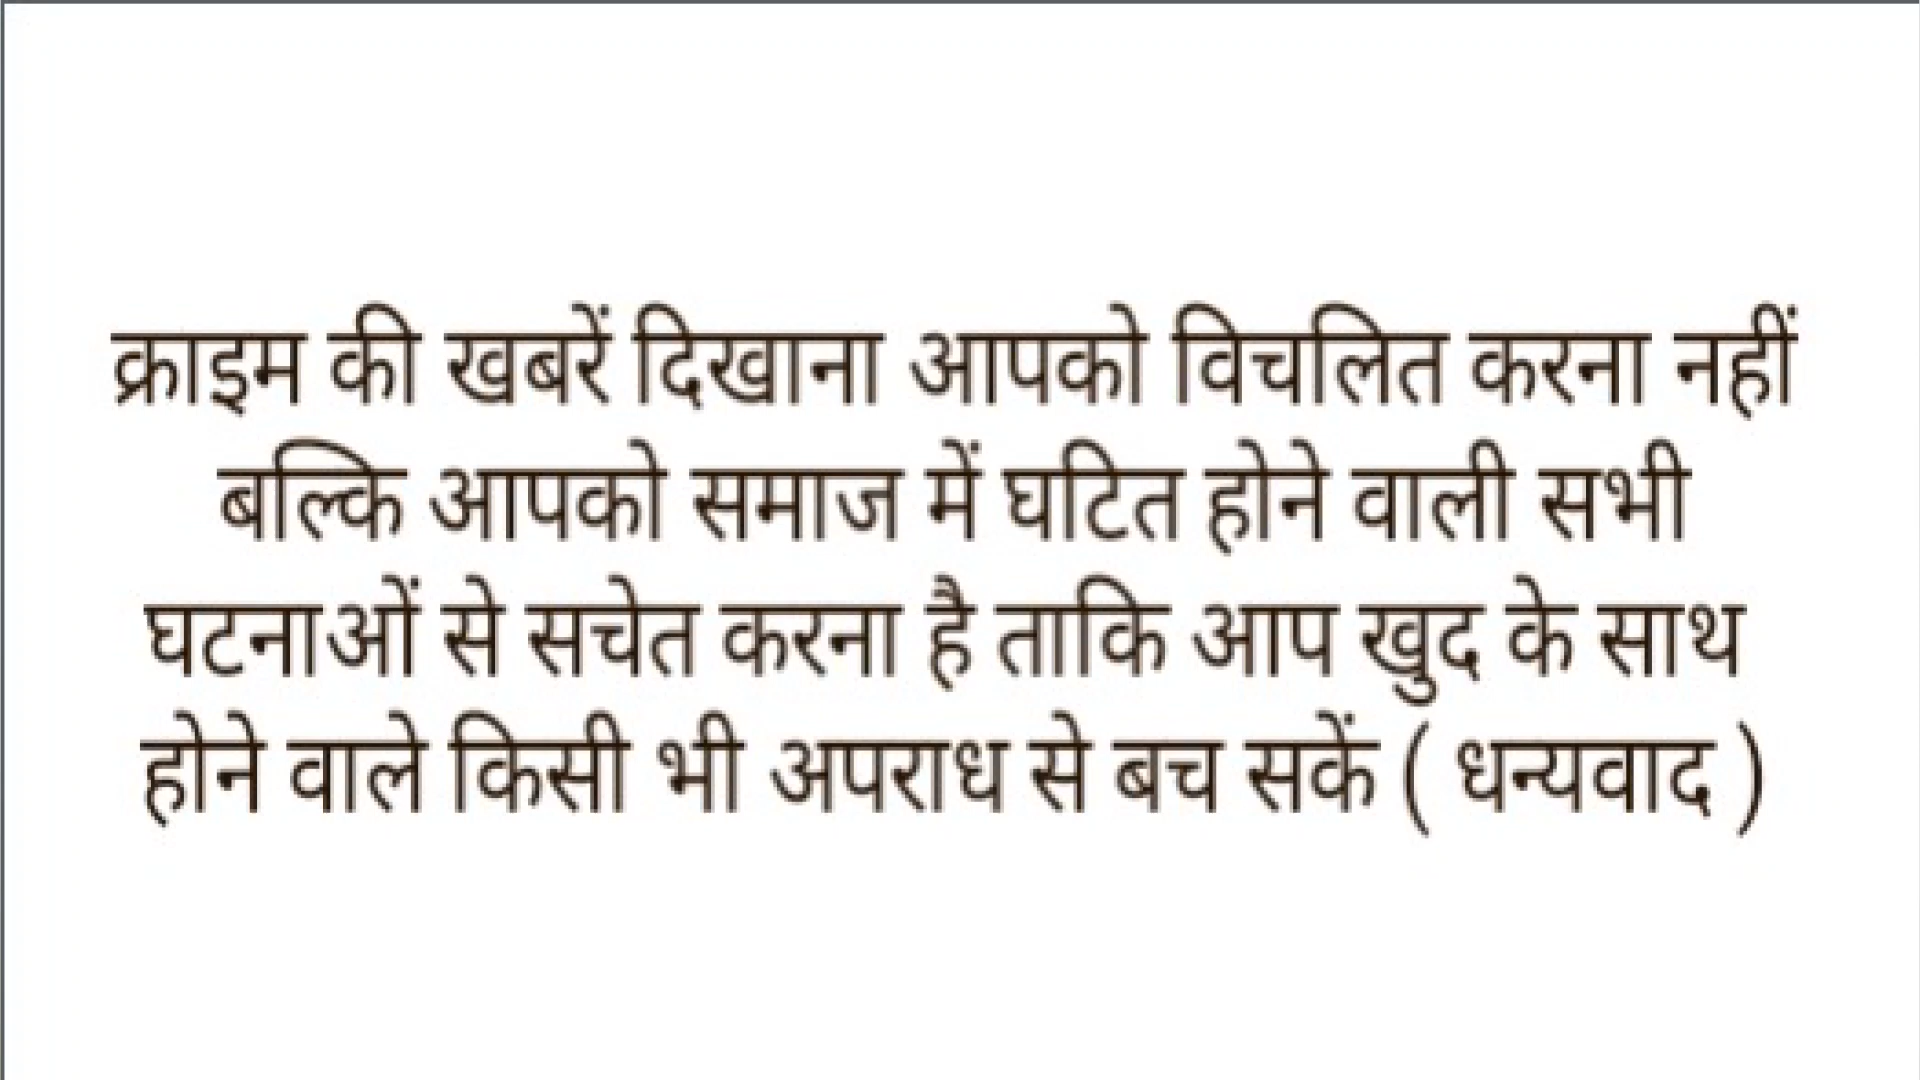 क्राइम की खबरें दिखाना आपको विचलित करना नहीं
बल्कि आपको समाज में घटित होने वाली सभी
घटनाओं से सचेत करना है ताकि आप खुद के साथ
होने वाले किसी भी अपराध से बच सकें ( धन्यवाद )